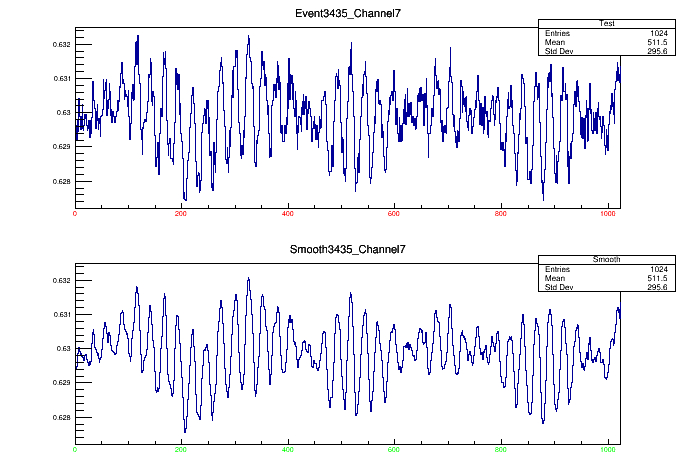 Event3435_Channel7
Test
Entries 1024
Mean 511.5
Std Dev 295.6
0.632
0.631
0.63
0.629
0.628
0 200 400 600 800 1000
Smooth3435_Channel7
Smooth
Entries 1024
Mean 511.5
Std Dev 295.6
0.632
0.631
0.63
0.629
0.628
0 200 400 600 800 1000